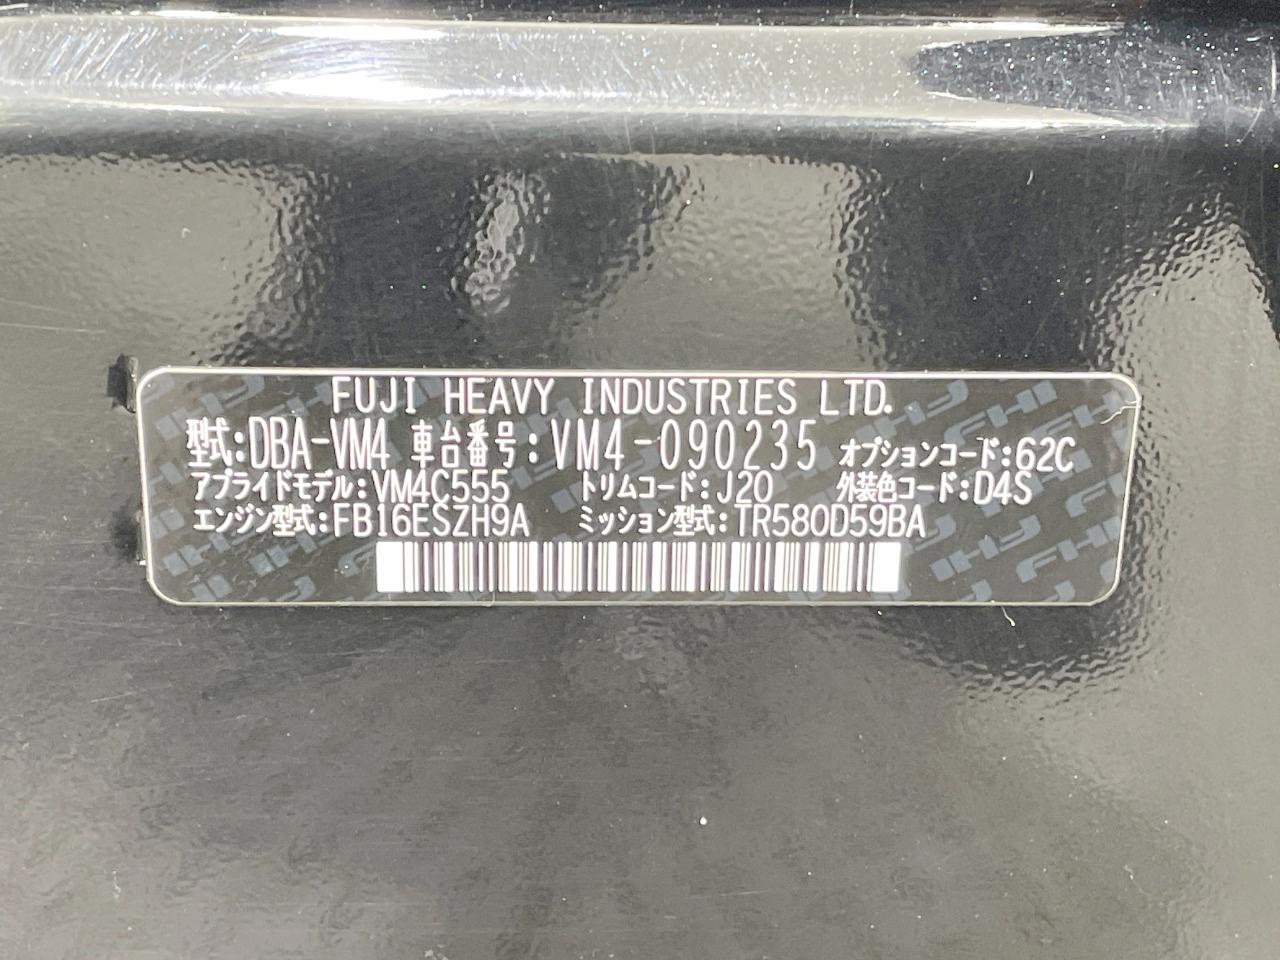 FUJI HEAVY INDUSTRIES LTD.
型式:DBA-VM4 車台番号:VM4-090235 オプションコード:62C
アプライドモデル:VM4C555 トリムコード:J20 外装色コード:D4S
エンジン型式:FB16ESZH9A ミッション型式:TR580D59BA